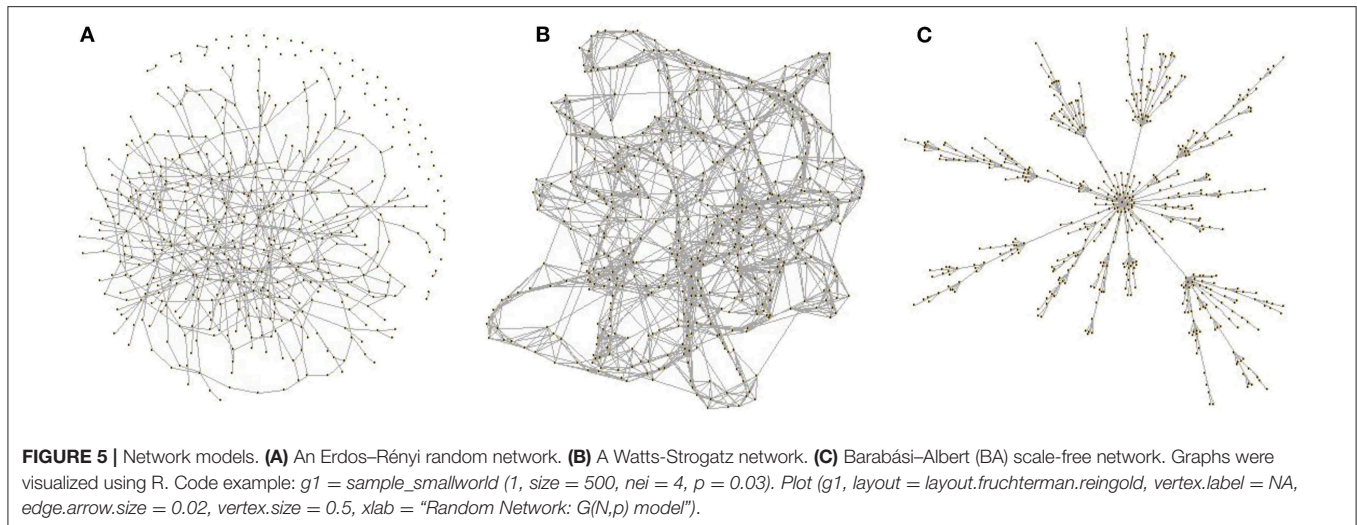 A
B
C
FIGURE 5 | Network models. (A) An Erdos–Rényi random network. (B) A Watts-Strogatz network. (C) Barabási–Albert (BA) scale-free network. Graphs were
visualized using R. Code example: g1 = sample_smallworld (1, size = 500, nei = 4, p = 0.03). Plot (g1, layout = layout.fruchterman.reingold, vertex.label = NA,
edge.arrow.size = 0.02, vertex.size = 0.5, xlab = “Random Network: G(N,p) model”).